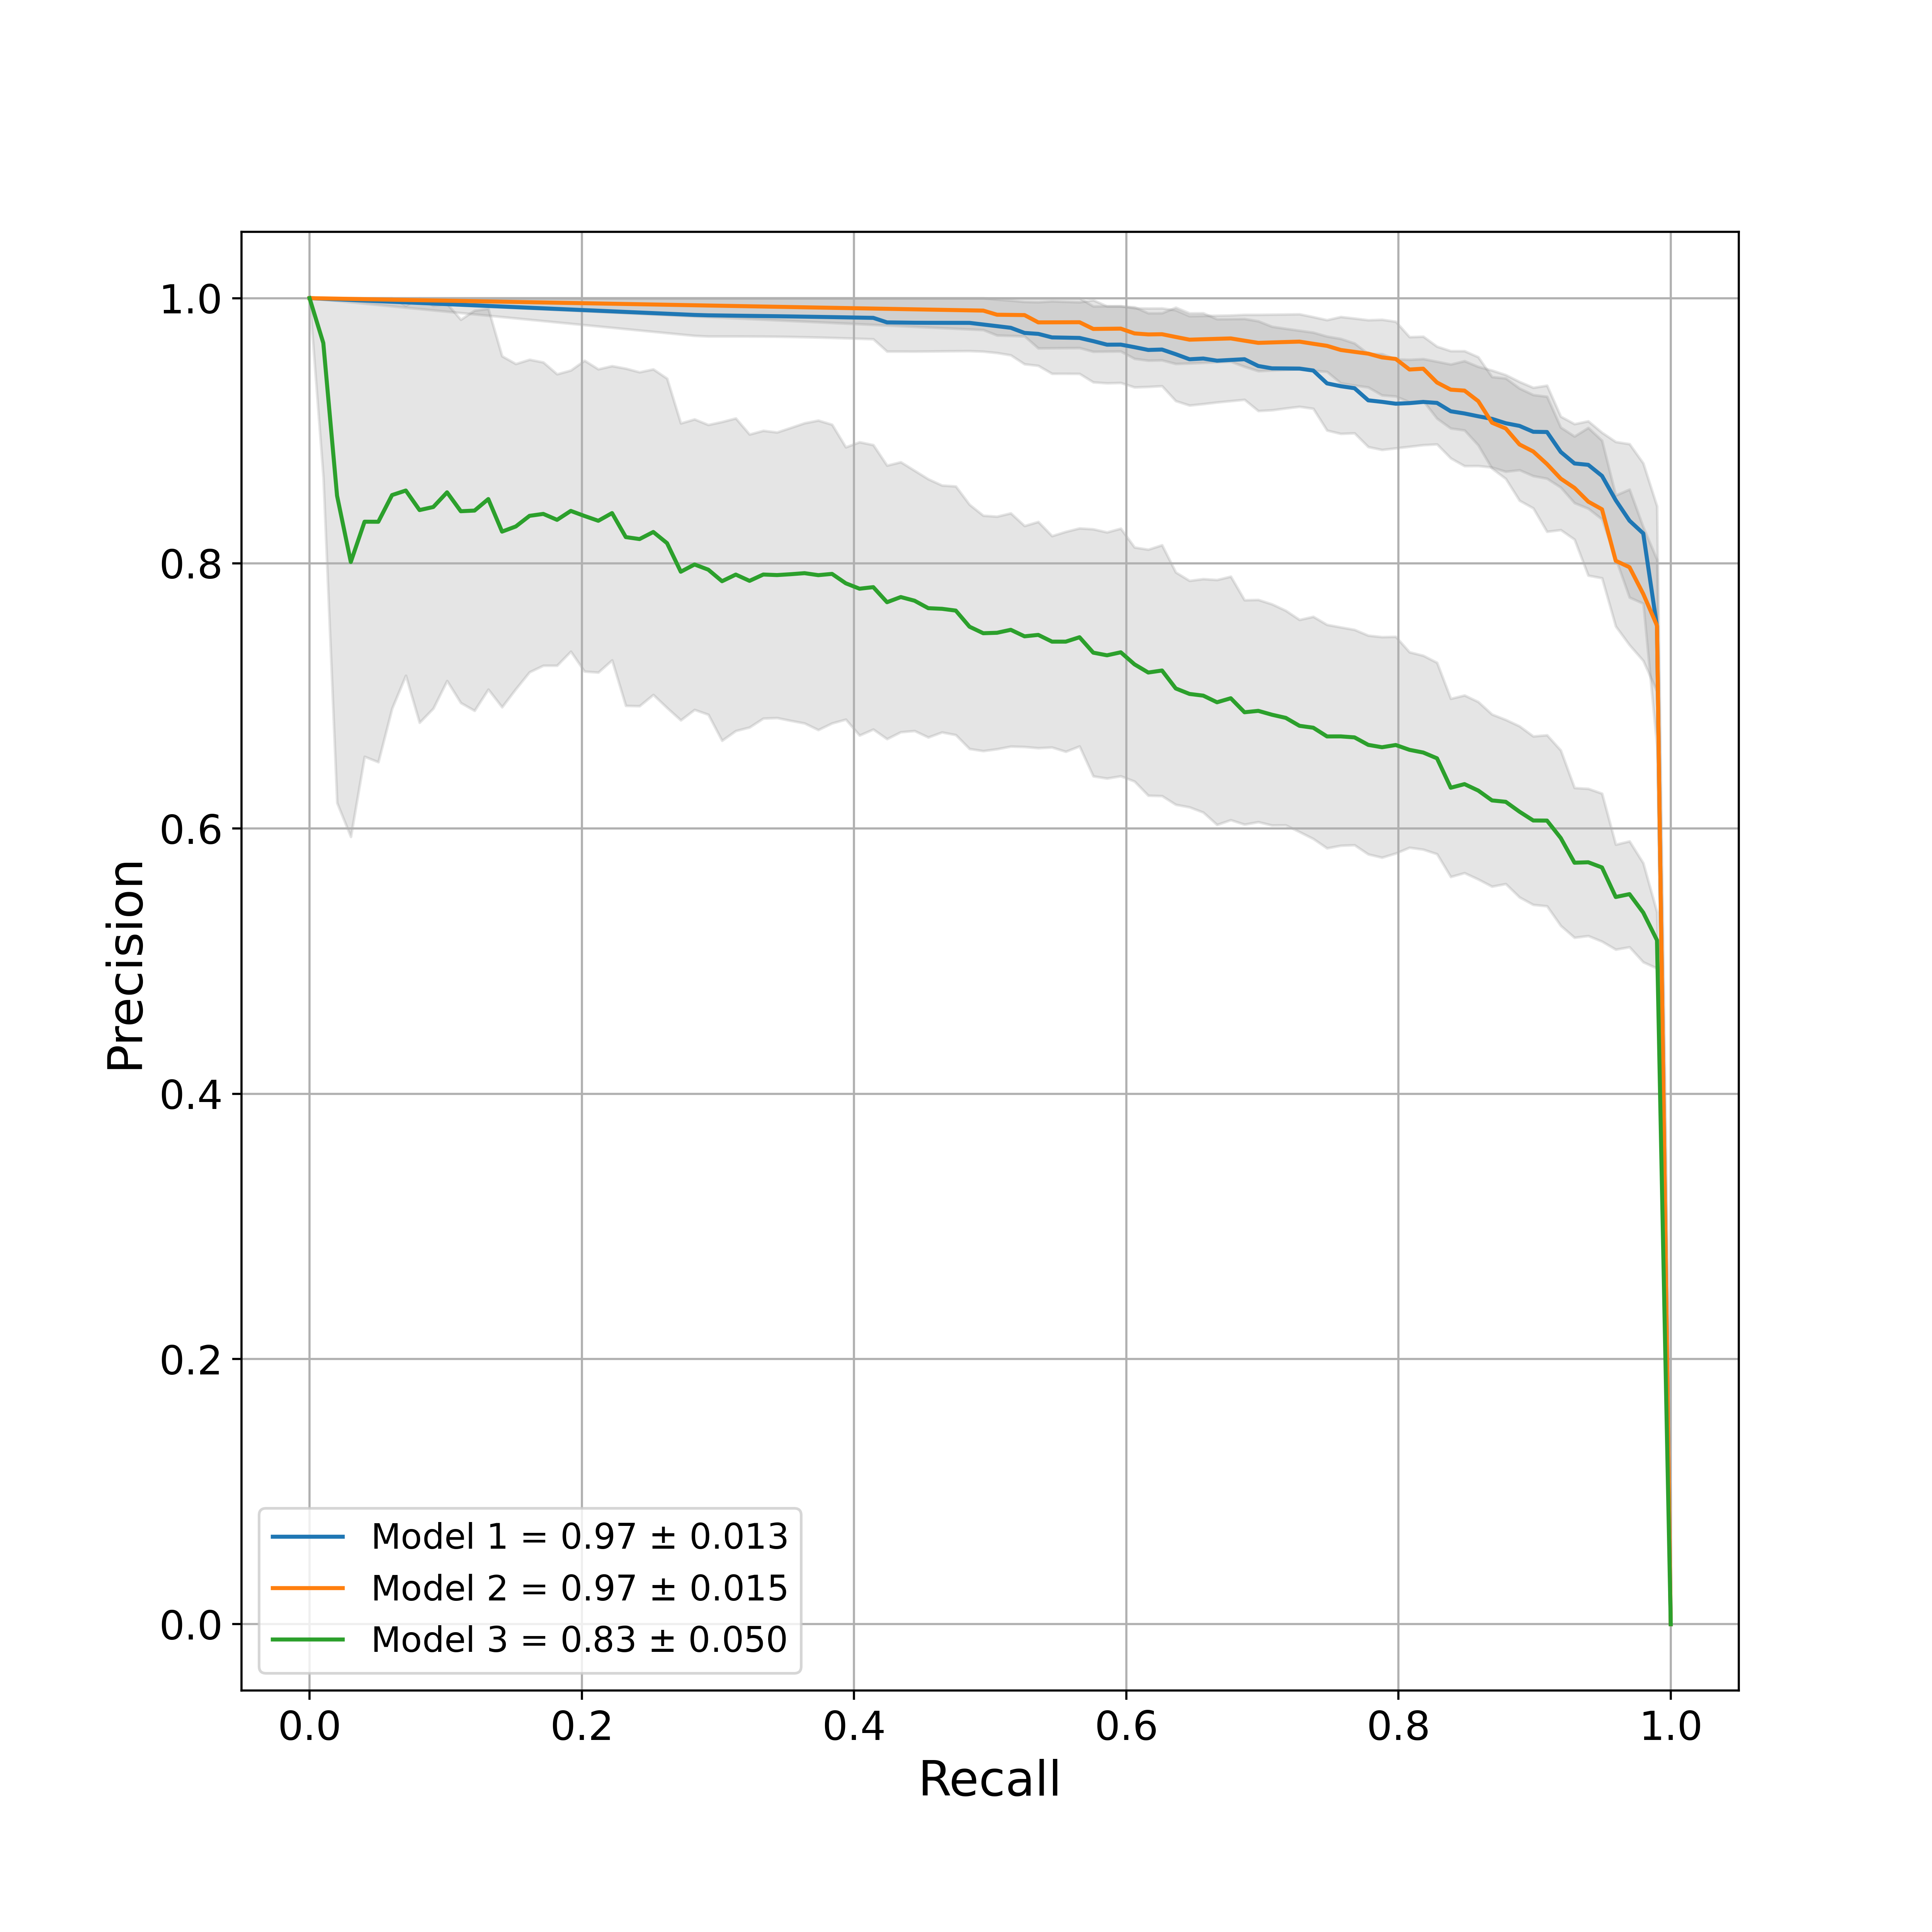 1.0
0.8
0.6
0.4
0.2
0.0
Precision
Model 1 = 0.97 ± 0.013
Model 2 = 0.97 ± 0.015
Model 3 = 0.83 ± 0.050
0.0 0.2 0.4 0.6 0.8 1.0
Recall